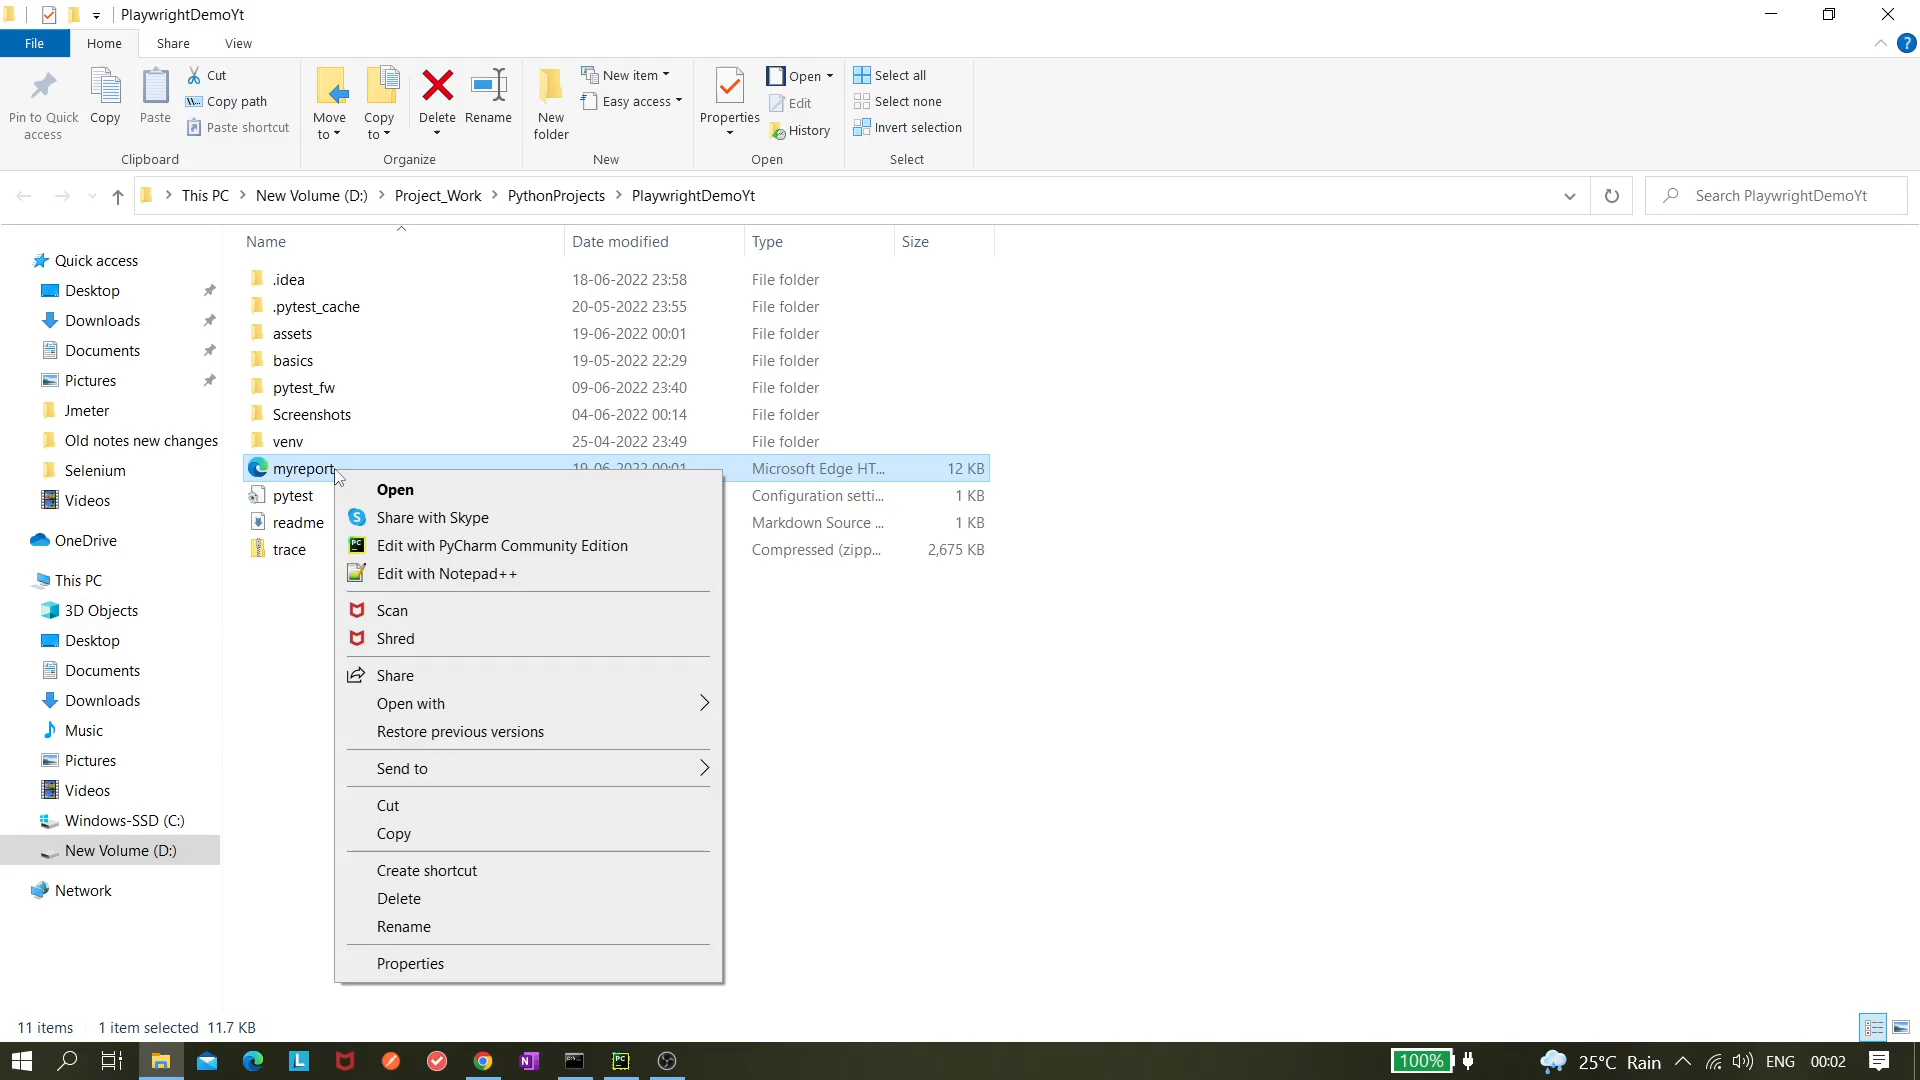 PlaywrightDemoYt
File
Home
Share
View
Pin to Quick
access
Copy
Paste
Cut
Copy path
Paste shortcut
Clipboard
Move
to
Copy
to
Delete
Rename
Organize
New
folder
New item
Easy access
New
Properties
Open
Edit
History
Open
Select all
Select none
Invert selection
Select
This PC
New Volume (D:)
Project_Work
PythonProjects
PlaywrightDemoYt
Search PlaywrightDemoYt
Quick access
Desktop
Downloads
Documents
Pictures
Jmeter
Old notes new changes
Selenium
Videos
OneDrive
This PC
3D Objects
Desktop
Documents
Downloads
Music
Pictures
Videos
Windows-SSD (C:)
New Volume (D:)
Network
Name Date modified Type Size
.idea 18-06-2022 23:58 File folder
.pytest_cache 20-05-2022 23:55 File folder
assets 19-06-2022 00:01 File folder
basics 19-05-2022 22:29 File folder
pytest_fw 09-06-2022 23:40 File folder
Screenshots 04-06-2022 00:14 File folder
venv 25-04-2022 23:49 File folder
myreport 19-06-2022 00:01 Microsoft Edge HT... 12 KB
pytest Configuration setti... 1 KB
readme Markdown Source ... 1 KB
trace Compressed (zipp... 2,675 KB
Open
Share with Skype
Edit with PyCharm Community Edition
Edit with Notepad++
Scan
Shred
Share
Open with
Restore previous versions
Send to
Cut
Copy
Create shortcut
Delete
Rename
Properties
11 items 1 item selected 11.7 KB
100% 25°C Rain ENG 00:02